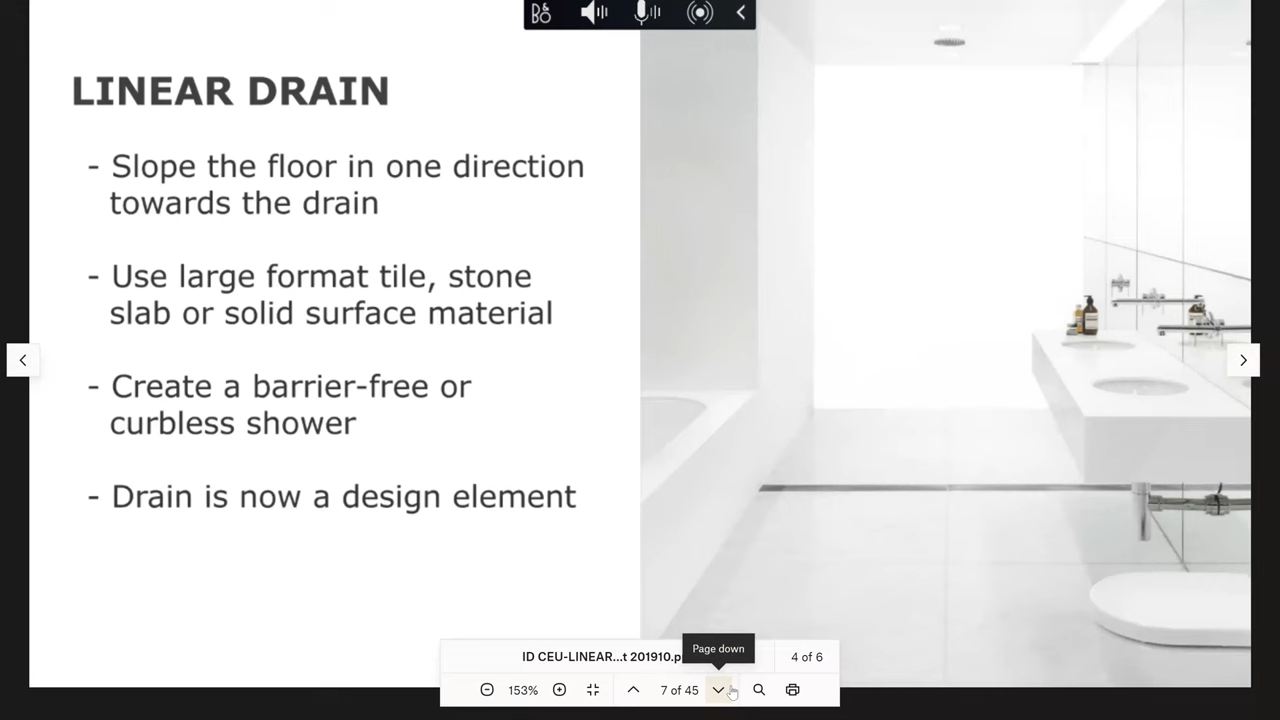 LINEAR DRAIN
- Slope the floor in one direction
towards the drain
- Use large format tile, stone
slab or solid surface material
- Create a barrier-free or
curbless shower
- Drain is now a design element
Page down
ID CEU-LINEAR...t 201910.p
4 of 6
153%
7 of 45